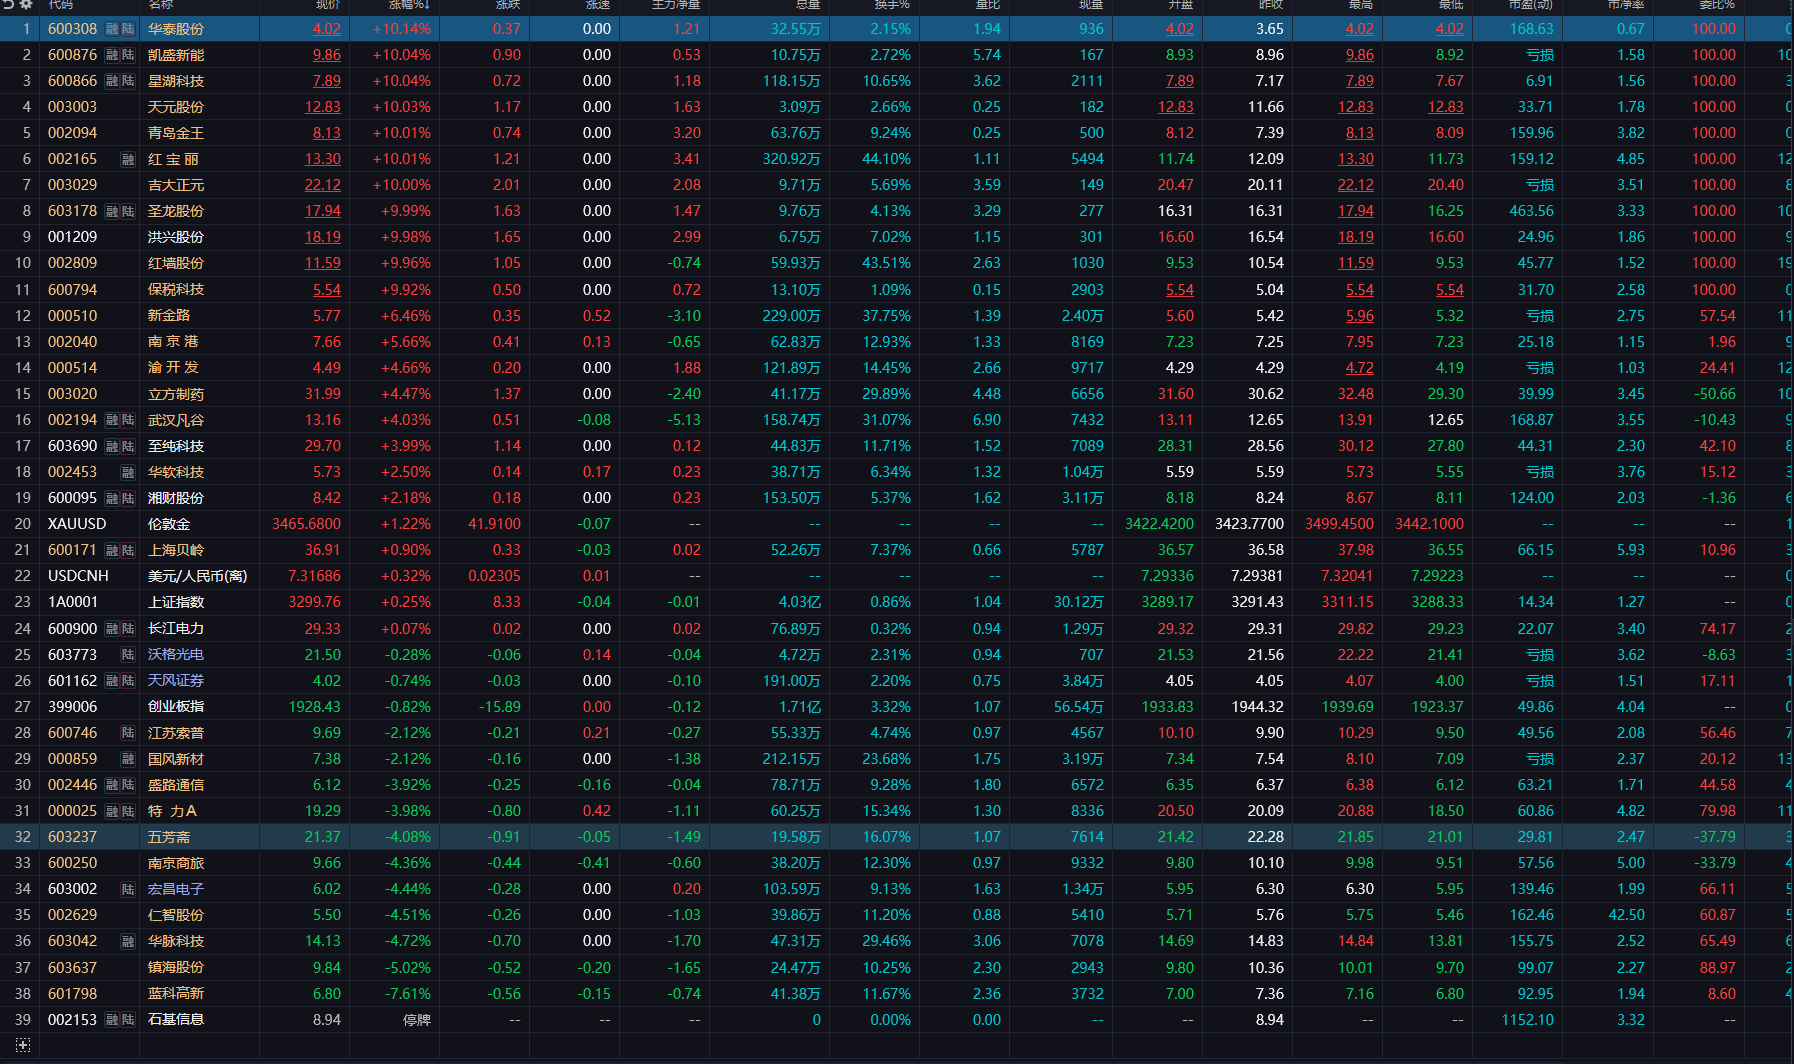 代码 名称 现价 涨幅%↓ 涨跌 涨速 主力净量 总量 换手% 量比 现量 开盘 昨收 最高 最低 市盈(动) 市净率 委比%
1 600308 融 陆 华泰股份 4.02 +10.14% 0.37 0.00 1.21 32.55万 2.15% 1.94 936 4.02 3.65 4.02 4.02 168.63 0.67 100.00
2 600876 融 陆 凯盛新能 9.86 +10.04% 0.90 0.00 0.53 10.75万 2.72% 5.74 167 8.93 8.96 9.86 8.92 亏损 1.58 100.00
3 600866 融 陆 星湖科技 7.89 +10.04% 0.72 0.00 1.18 118.15万 10.65% 3.62 2111 7.89 7.17 7.89 7.67 6.91 1.56 100.00
4 003003 天元股份 12.83 +10.03% 1.17 0.00 1.63 3.09万 2.66% 0.25 182 12.83 11.66 12.83 12.83 33.71 1.78 100.00
5 002094 青岛金王 8.13 +10.01% 0.74 0.00 3.20 63.76万 9.24% 0.25 500 8.12 7.39 8.13 8.09 159.96 3.82 100.00
6 002165 融 红 宝 丽 13.30 +10.01% 1.21 0.00 3.41 320.92万 44.10% 1.11 5494 11.74 12.09 13.30 11.73 159.12 4.85 100.00
7 003029 吉大正元 22.12 +10.00% 2.01 0.00 2.08 9.71万 5.69% 3.59 149 20.47 20.11 22.12 20.40 亏损 3.51 100.00
8 603178 融 陆 圣龙股份 17.94 +9.99% 1.63 0.00 1.47 9.76万 4.13% 3.29 277 16.31 16.31 17.94 16.25 463.56 3.33 100.00
9 001209 洪兴股份 18.19 +9.98% 1.65 0.00 2.99 6.75万 7.02% 1.15 301 16.60 16.54 18.19 16.60 24.96 1.86 100.00
10 002809 红墙股份 11.59 +9.96% 1.05 0.00 -0.74 59.93万 43.51% 2.63 1030 9.53 10.54 11.59 9.53 45.77 1.52 100.00
11 600794 保税科技 5.54 +9.92% 0.50 0.00 0.72 13.10万 1.09% 0.15 2903 5.54 5.04 5.54 5.54 31.70 2.58 100.00
12 000510 新金路 5.77 +6.46% 0.35 0.52 -3.10 229.00万 37.75% 1.39 2.40万 5.60 5.42 5.96 5.32 亏损 2.75 57.54
13 002040 南 京 港 7.66 +5.66% 0.41 0.13 -0.65 62.83万 12.93% 1.33 8169 7.23 7.25 7.95 7.23 25.18 1.15 1.96
14 000514 渝 开 发 4.49 +4.66% 0.20 0.00 1.88 121.89万 14.45% 2.66 9717 4.29 4.29 4.72 4.19 亏损 1.03 24.41
15 003020 立方制药 31.99 +4.47% 1.37 0.00 -2.40 41.17万 29.89% 4.48 6656 31.60 30.62 32.48 29.30 39.99 3.45 -50.66
16 002194 融 陆 武汉凡谷 13.16 +4.03% 0.51 -0.08 -5.13 158.74万 31.07% 6.90 7432 13.11 12.65 13.91 12.65 168.87 3.55 -10.43
17 603690 融 陆 至纯科技 29.70 +3.99% 1.14 0.00 0.12 44.83万 11.71% 1.52 7089 28.31 28.56 30.12 27.80 44.31 2.30 42.10
18 002453 融 华软科技 5.73 +2.50% 0.14 0.17 0.23 38.71万 6.34% 1.32 1.04万 5.59 5.59 5.73 5.55 亏损 3.76 15.12
19 600095 融 陆 湘财股份 8.42 +2.18% 0.18 0.00 0.23 153.50万 5.37% 1.62 3.11万 8.18 8.24 8.67 8.11 124.00 2.03 -1.36
20 XAUUSD 伦敦金 3465.6800 +1.22% 41.9100 -0.07 -- -- -- -- -- 3422.4200 3423.7700 3499.4500 3442.1000 -- -- --
21 600171 融 陆 上海贝岭 36.91 +0.90% 0.33 -0.03 0.02 52.26万 7.37% 0.66 5787 36.57 36.58 37.98 36.55 66.15 5.93 10.96
22 USDCNH 美元/人民币(离) 7.31686 +0.32% 0.02305 0.01 -- -- -- -- -- 7.29336 7.29381 7.32041 7.29223 -- -- --
23 1A0001 上证指数 3299.76 +0.25% 8.33 -0.04 -0.01 4.03亿 0.86% 1.04 30.12万 3289.17 3291.43 3311.15 3288.33 14.34 1.27 --
24 600900 融 陆 长江电力 29.33 +0.07% 0.02 0.00 0.02 76.89万 0.32% 0.94 1.29万 29.32 29.31 29.82 29.23 22.07 3.40 74.17
25 603773 陆 沃格光电 21.50 -0.28% -0.06 0.14 -0.04 4.72万 2.31% 0.94 707 21.53 21.56 22.22 21.41 亏损 3.62 -8.63
26 601162 融 陆 天风证券 4.02 -0.74% -0.03 0.00 -0.10 191.00万 2.20% 0.75 3.84万 4.05 4.05 4.07 4.00 亏损 1.51 17.11
27 399006 创业板指 1928.43 -0.82% -15.89 0.00 -0.12 1.71亿 3.32% 1.07 56.54万 1933.83 1944.32 1939.69 1923.37 49.86 4.04 --
28 600746 陆 江苏索普 9.69 -2.12% -0.21 0.21 -0.27 55.33万 4.74% 0.97 4567 10.10 9.90 10.29 9.50 49.56 2.08 56.46
29 000859 融 国风新材 7.38 -2.12% -0.16 0.00 -1.38 212.15万 23.68% 1.75 3.19万 7.34 7.54 8.10 7.09 亏损 2.37 20.12
30 002446 融 陆 盛路通信 6.12 -3.92% -0.25 -0.16 -0.04 78.71万 9.28% 1.80 6572 6.35 6.37 6.38 6.12 63.21 1.71 44.58
31 000025 融 陆 特 力A 19.29 -3.98% -0.80 0.42 -1.11 60.25万 15.34% 1.30 8336 20.50 20.09 20.88 18.50 60.86 4.82 79.98
32 603237 五芳斋 21.37 -4.08% -0.91 -0.05 -1.49 19.58万 16.07% 1.07 7614 21.42 22.28 21.85 21.01 29.81 2.47 -37.79
33 600250 南京商旅 9.66 -4.36% -0.44 -0.41 -0.60 38.20万 12.30% 0.97 9332 9.80 10.10 9.98 9.51 57.56 5.00 -33.79
34 603002 陆 宏昌电子 6.02 -4.44% -0.28 0.00 0.20 103.59万 9.13% 1.63 1.34万 5.95 6.30 6.30 5.95 139.46 1.99 66.11
35 002629 仁智股份 5.50 -4.51% -0.26 0.00 -1.03 39.86万 11.20% 0.88 5410 5.71 5.76 5.75 5.46 162.46 42.50 60.87
36 603042 融 华脉科技 14.13 -4.72% -0.70 0.00 -1.70 47.31万 29.46% 3.06 7078 14.69 14.83 14.84 13.81 155.75 2.52 65.49
37 603637 镇海股份 9.84 -5.02% -0.52 -0.20 -1.65 24.47万 10.25% 2.30 2943 9.80 10.36 10.01 9.70 99.07 2.27 88.97
38 601798 蓝科高新 6.80 -7.61% -0.56 -0.15 -0.74 41.38万 11.67% 2.36 3732 7.00 7.36 7.16 6.80 92.95 1.94 8.60
39 002153 融 陆 石基信息 8.94 停牌 -- -- -- 0 0.00% 0.00 -- -- 8.94 -- -- 1152.10 3.32 --